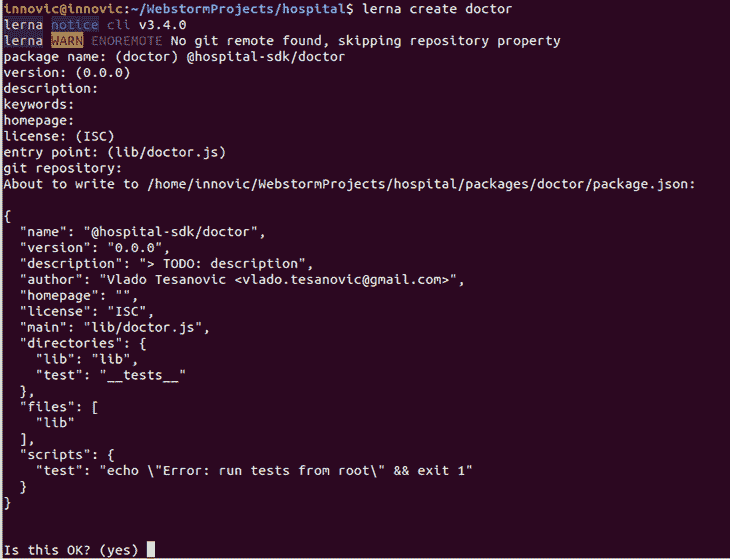 innovic@innovic:~/WebstormProjects/hospital$ lerna create doctor
lerna notice cli v3.4.0
lerna WARN ENOREMOTE No git remote found, skipping repository property
package name: (doctor) @hospital-sdk/doctor
version: (0.0.0)
description:
keywords:
homepage:
license: (ISC)
entry point: (lib/doctor.js)
git repository:
About to write to /home/innovic/WebstormProjects/hospital/packages/doctor/package.json:

{
  "name": "@hospital-sdk/doctor",
  "version": "0.0.0",
  "description": "> TODO: description",
  "author": "Vlado Tesanovic <vlado.tesanovic@gmail.com>",
  "homepage": "",
  "license": "ISC",
  "main": "lib/doctor.js",
  "directories": {
    "lib": "lib",
    "test": "__tests__"
  },
  "files": [
    "lib"
  ],
  "scripts": {
    "test": "echo \"Error: run tests from root\" && exit 1"
  }
}

Is this OK? (yes)